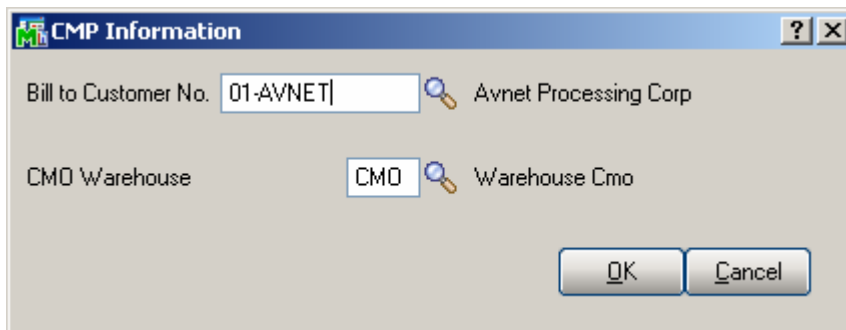 CMP Information
Bill to Customer No. 01-AVNET Avnet Processing Corp
CMO Warehouse CMO Warehouse Cmo
OK Cancel